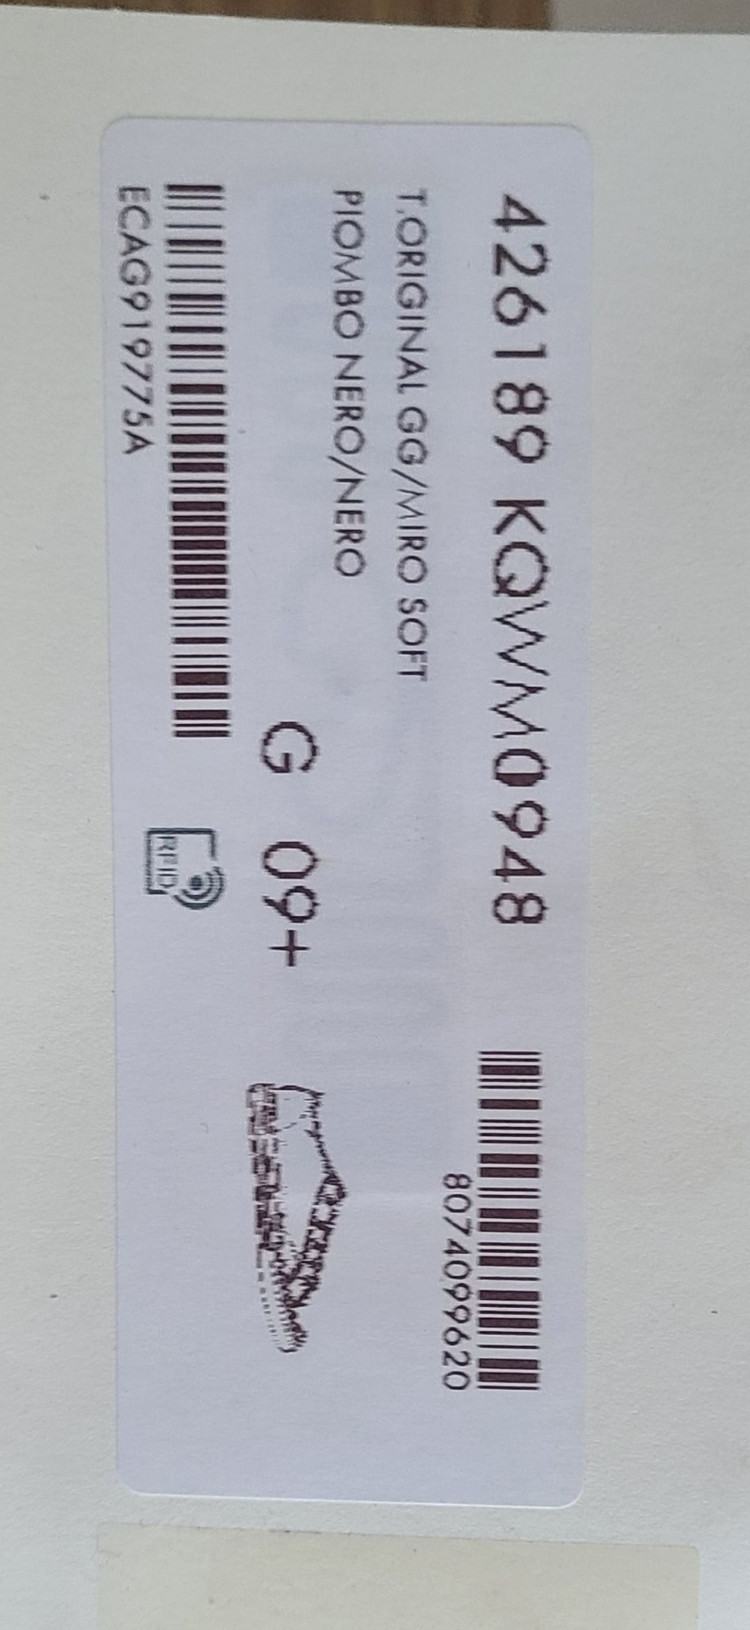 426189 KQWM0948
8074099620
T.ORIGINAL GG/MIRO SOFT
PIOMBO NERO/NERO
G 09+
ECAG919775A
RFID